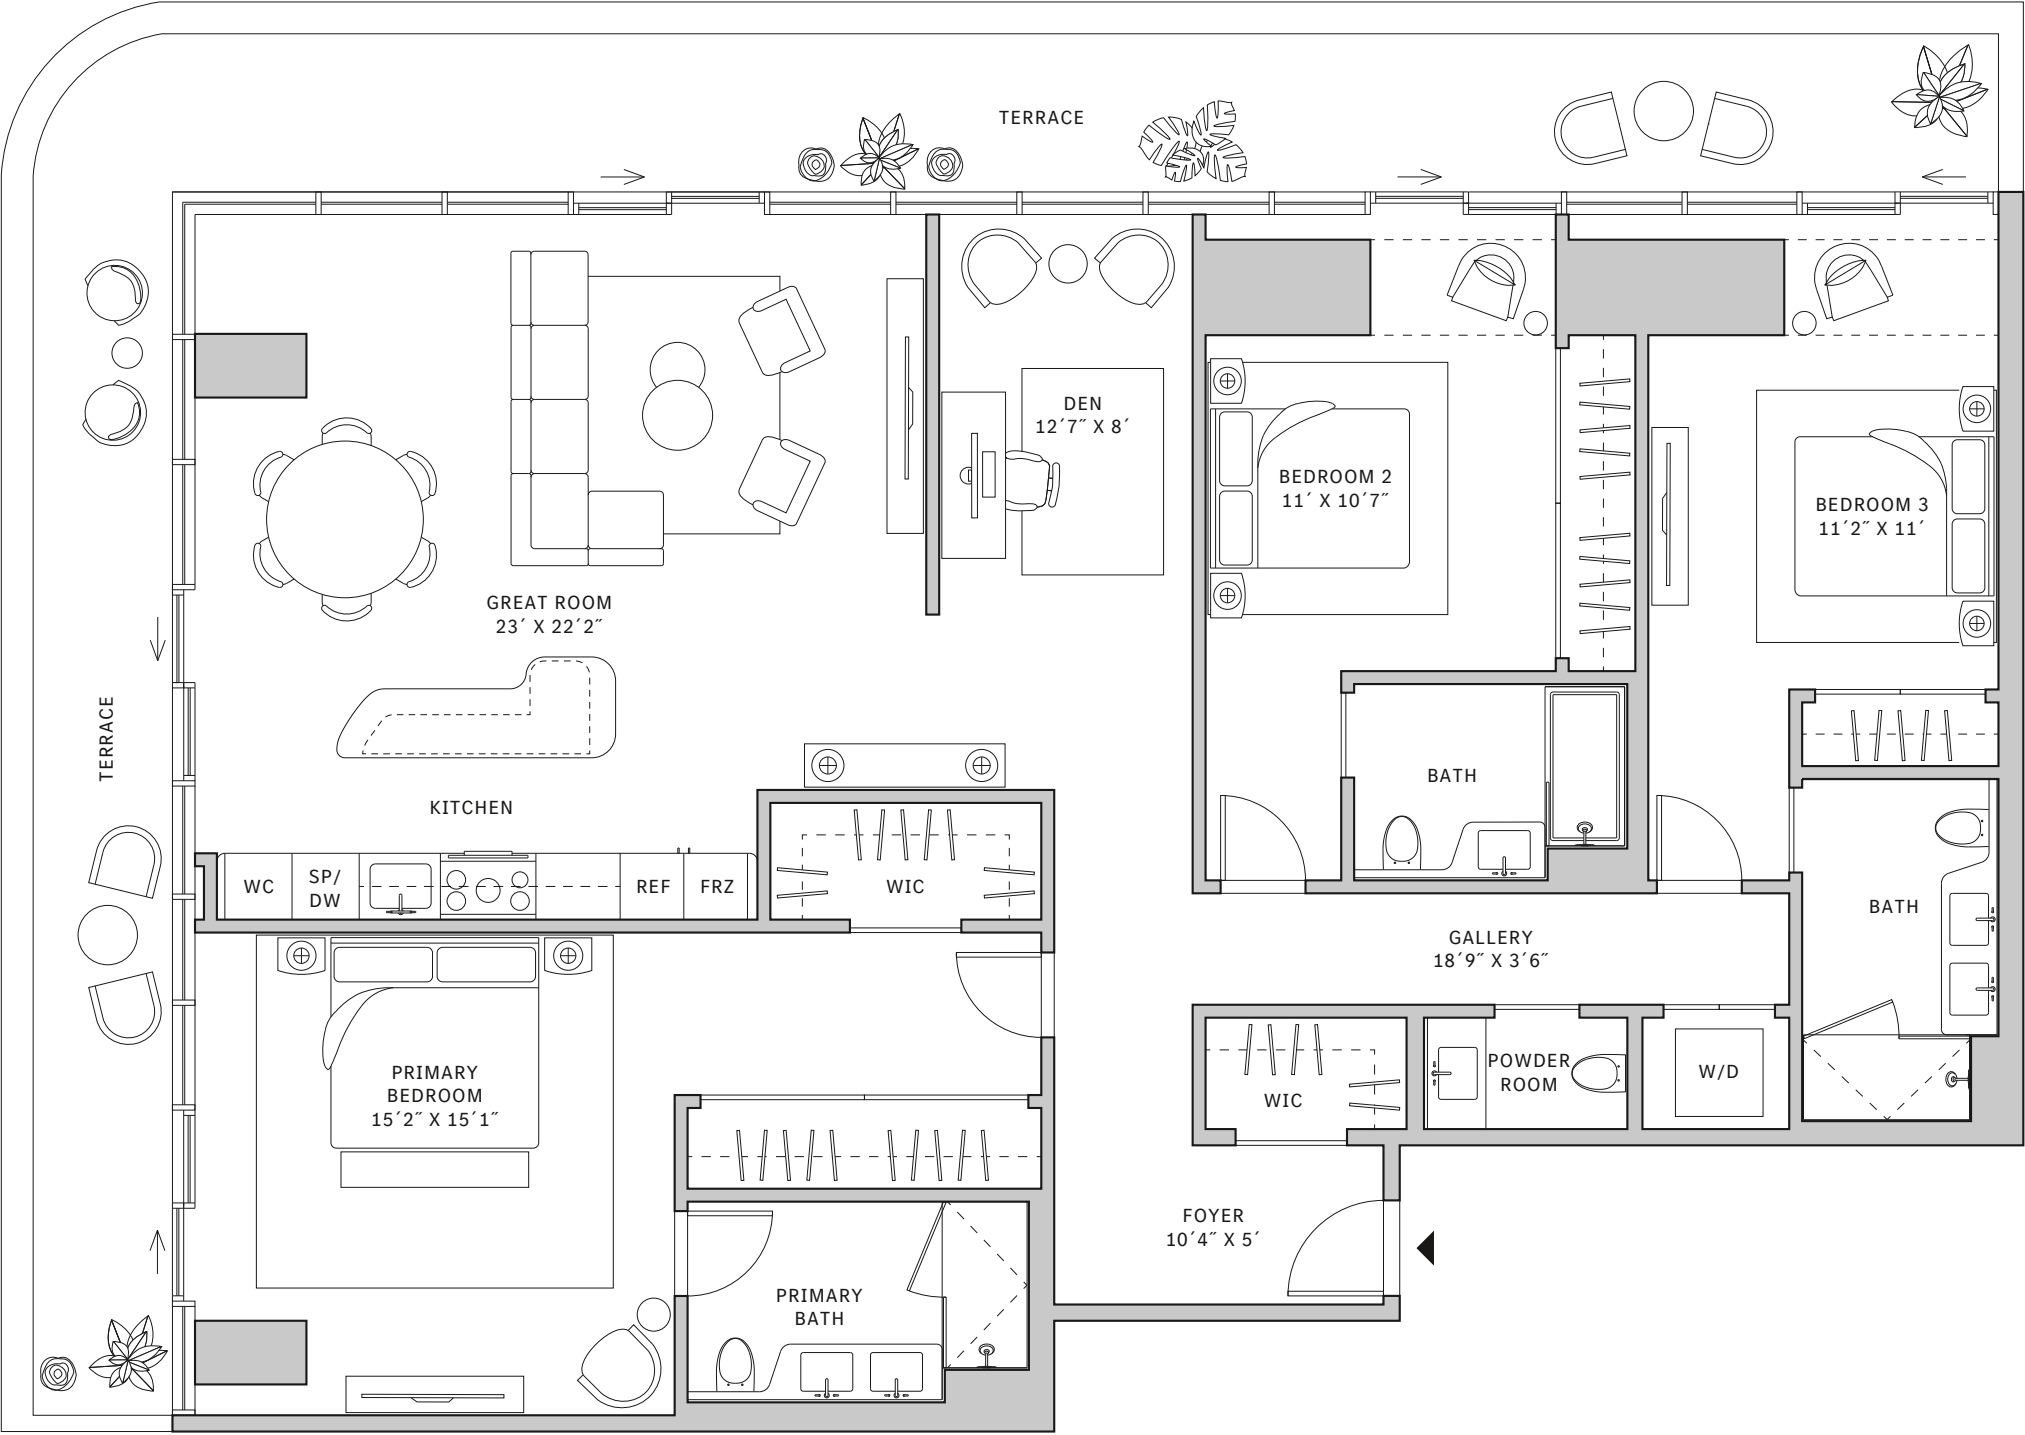 TERRACE
DEN
12´7˝ X 8´
BEDROOM 2
11´ X 10´7˝
BEDROOM 3
11´2˝ X 11´
GREAT ROOM
23´ X 22´2˝
TERRACE
KITCHEN
BATH
WC
SP/
DW
REF
FRZ
WIC
BATH
GALLERY
18´9˝ X 3´6˝
PRIMARY
BEDROOM
15´2˝ X 15´1˝
WIC
POWDER
ROOM
W/D
FOYER
10´4˝ X 5´
PRIMARY
BATH